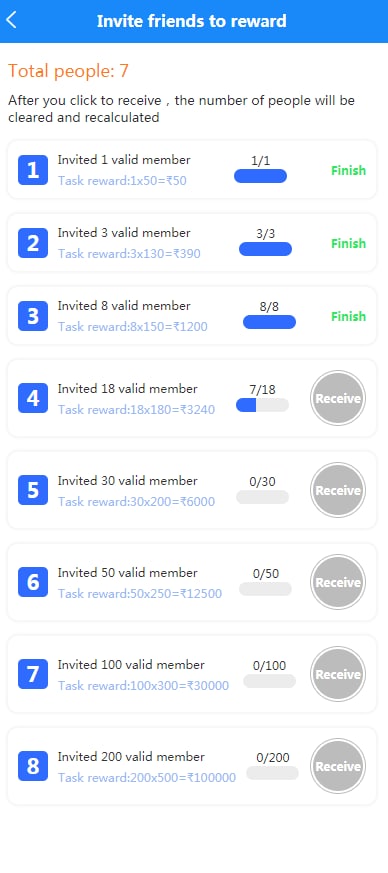 Invite friends to reward
Total people: 7
After you click to receive , the number of people will be
cleared and recalculated
1
Invited 1 valid member
Task reward:1x50=₹50
1/1
Finish
2
Invited 3 valid member
Task reward:3x130=₹390
3/3
Finish
3
Invited 8 valid member
Task reward:8x150=₹1200
8/8
Finish
4
Invited 18 valid member
Task reward:18x180=₹3240
7/18
Receive
5
Invited 30 valid member
Task reward:30x200=₹6000
0/30
Receive
6
Invited 50 valid member
Task reward:50x250=₹12500
0/50
Receive
7
Invited 100 valid member
Task reward:100x300=₹30000
0/100
Receive
8
Invited 200 valid member
Task reward:200x500=₹100000
0/200
Receive